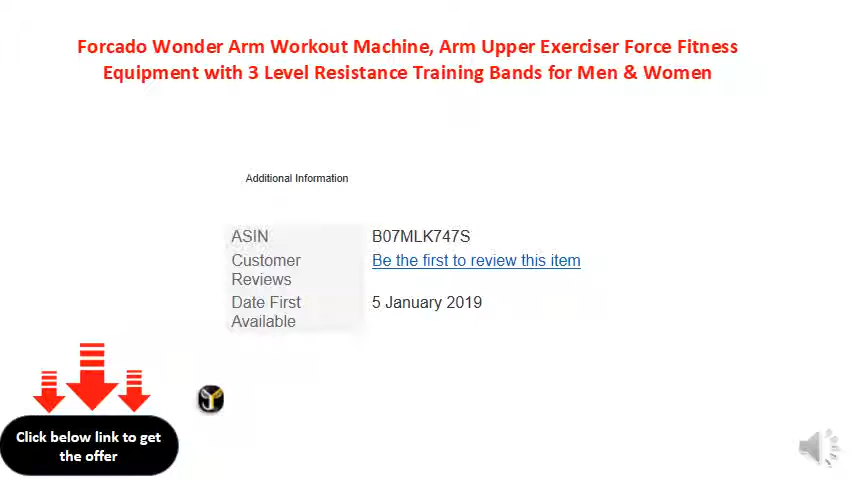 Forcado Wonder Arm Workout Machine, Arm Upper Exerciser Force Fitness
Equipment with 3 Level Resistance Training Bands for Men & Women
Additional Information
ASIN B07MLK747S
Customer Be the first to review this item
Reviews
Date First 5 January 2019
Available
Click below link to get
the offer